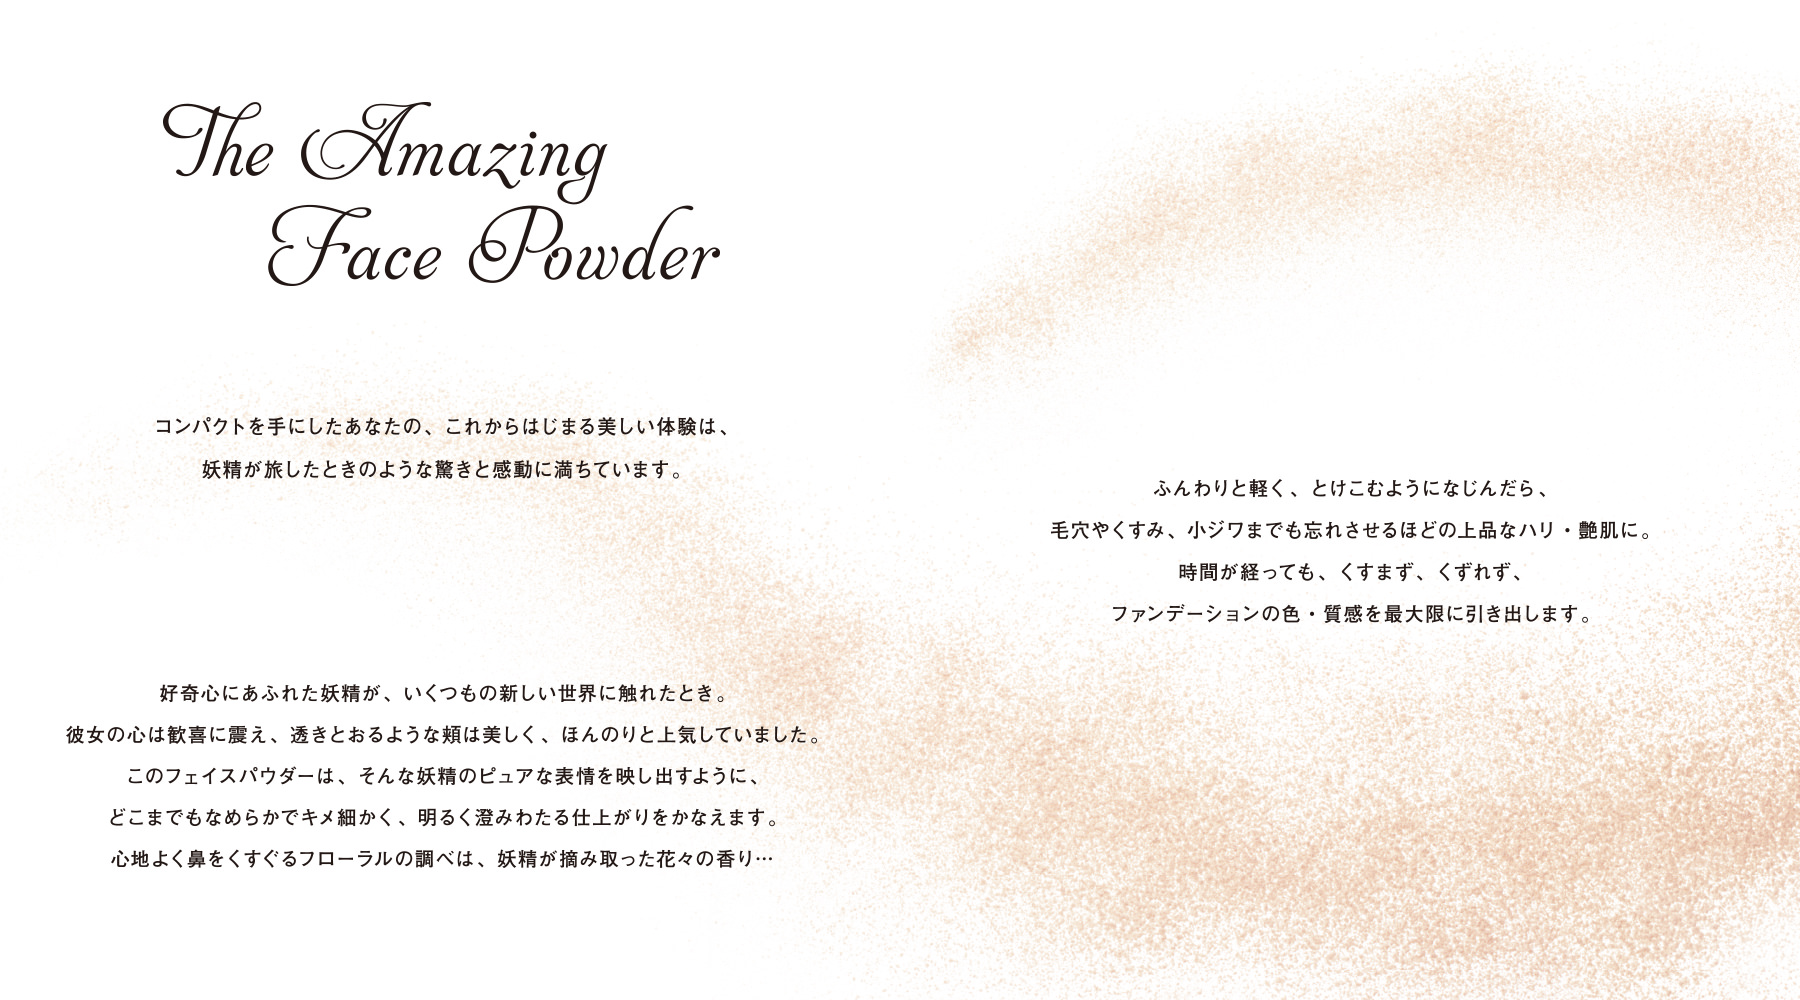 The Amazing
Face Powder
コンパクトを手にしたあなたの、これからはじまる美しい体験は、
妖精が旅したときのような驚きと感動に満ちています。
好奇心にあふれた妖精が、いくつもの新しい世界に触れたとき。
彼女の心は歓喜に震え、透きとおるような頬は美しく、ほんのりと上気していました。
このフェイスパウダーは、そんな妖精のピュアな表情を映し出すように、
どこまでもなめらかでキメ細かく、明るく澄みわたる仕上がりをかなえます。
心地よく鼻をくすぐるフローラルの調べは、妖精が摘み取った花々の香り…
ふんわりと軽く、とけこむようになじんだら、
毛穴やくすみ、小ジワまでも忘れさせるほどの上品なハリ・艶肌に。
時間が経っても、くすまず、くずれず、
ファンデーションの色・質感を最大限に引き出します。